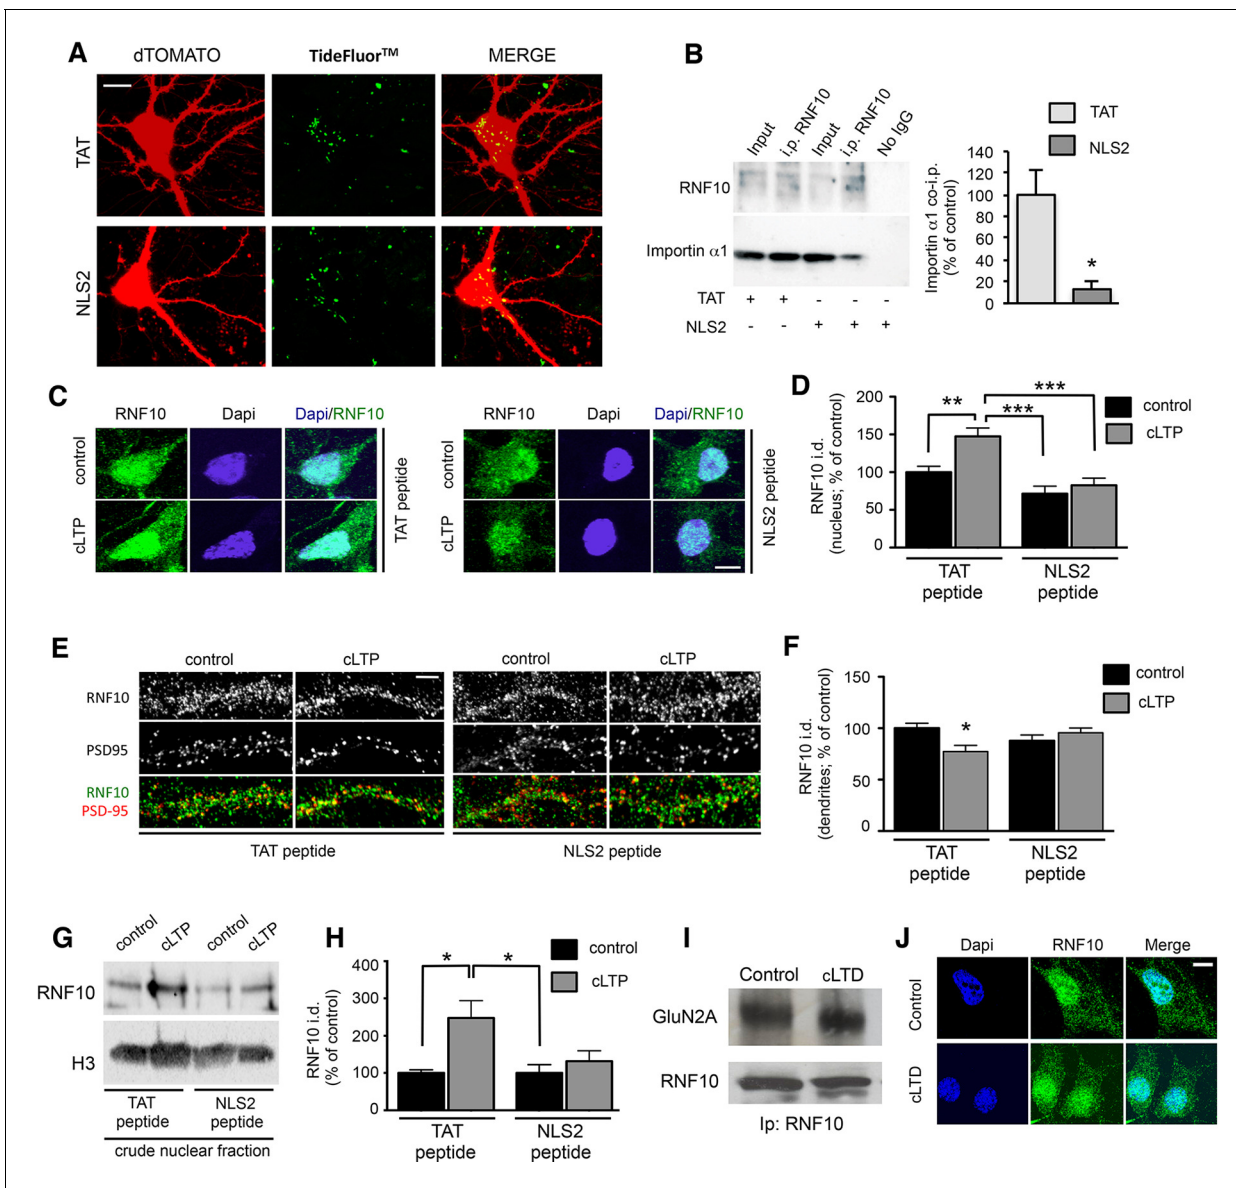 A
dTOMATO
TideFluor™
MERGE
TAT
NLS2
B
Input
i.p. RNF10
Input
i.p. RNF10
No IgG
RNF10
Importin α1
TAT + + - - -
NLS2 - - + + +
TAT
NLS2
Importin α1 co-i.p.
(% of control)
140
120
100
80
60
40
20
0
*
C
RNF10
Dapi
Dapi/RNF10
control
cLTP
TAT peptide
RNF10
Dapi
Dapi/RNF10
control
cLTP
NLS2 peptide
D
RNF10 i.d.
(nucleus; % of control)
200
150
100
50
0
**
***
***
control
cLTP
TAT
peptide
NLS2
peptide
E
control
cLTP
control
cLTP
RNF10
PSD95
RNF10
PSD-95
TAT peptide
NLS2 peptide
F
RNF10 i.d.
(dendrites; % of control)
150
100
50
0
*
control
cLTP
TAT
peptide
NLS2
peptide
G
control
cLTP
control
cLTP
RNF10
H3
TAT
peptide
NLS2
peptide
crude nuclear fraction
H
RNF10 i.d.
(% of control)
400
300
200
100
0
*
*
control
cLTP
TAT
peptide
NLS2
peptide
I
Control
cLTD
GluN2A
RNF10
Ip: RNF10
J
Dapi
RNF10
Merge
Control
cLTD